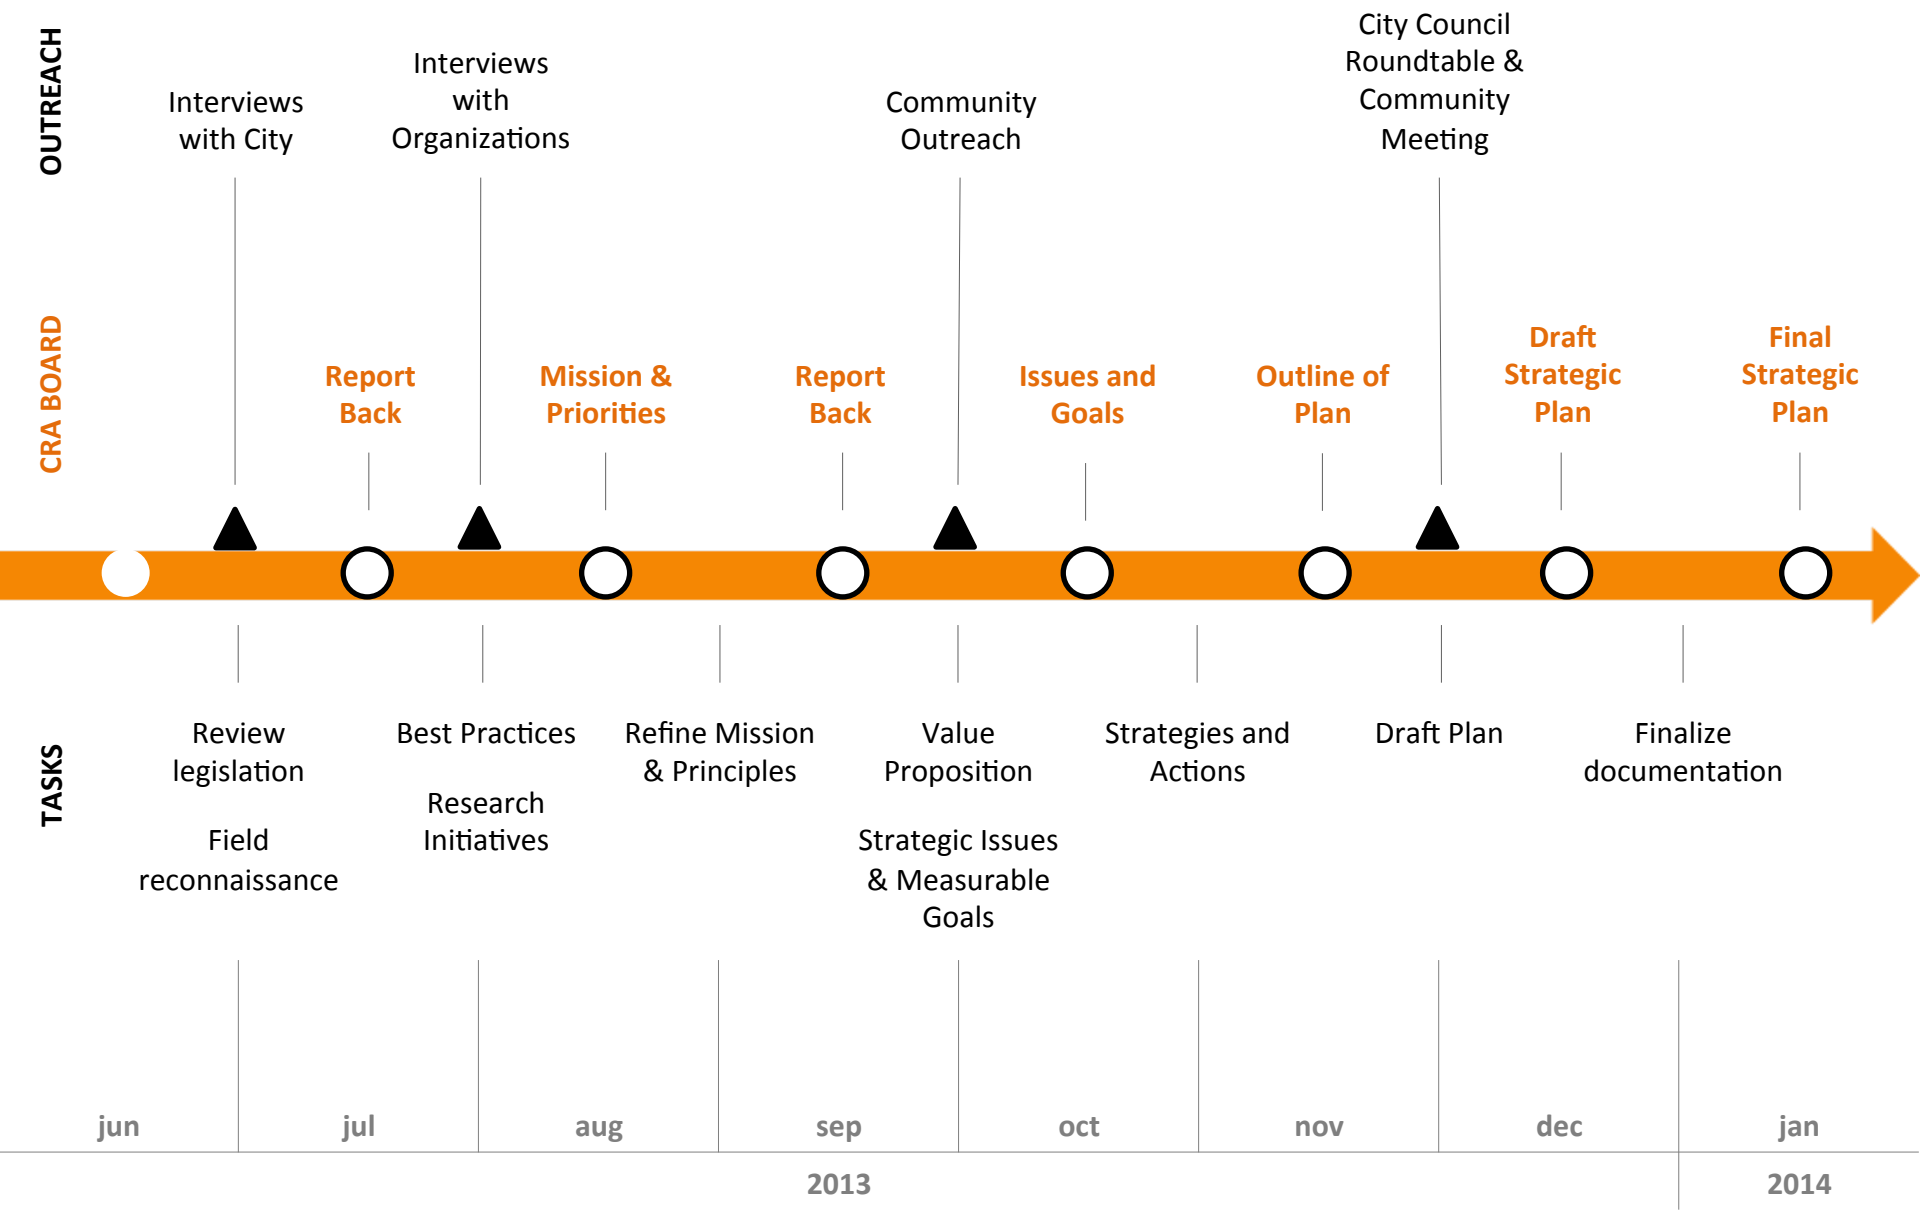 OUTREACH
Interviews
with City
Interviews
with
Organizations
Community
Outreach
City Council
Roundtable &
Community
Meeting
CRA BOARD
Report
Back
Mission &
Priorities
Report
Back
Issues and
Goals
Outline of
Plan
Draft
Strategic
Plan
Final
Strategic
Plan
TASKS
Review
legislation
Field
reconnaissance
Best Practices
Research
Initiatives
Refine Mission
& Principles
Value
Proposition
Strategic Issues
& Measurable
Goals
Strategies and
Actions
Draft Plan
Finalize
documentation
jun
jul
aug
sep
oct
nov
dec
jan
2013
2014